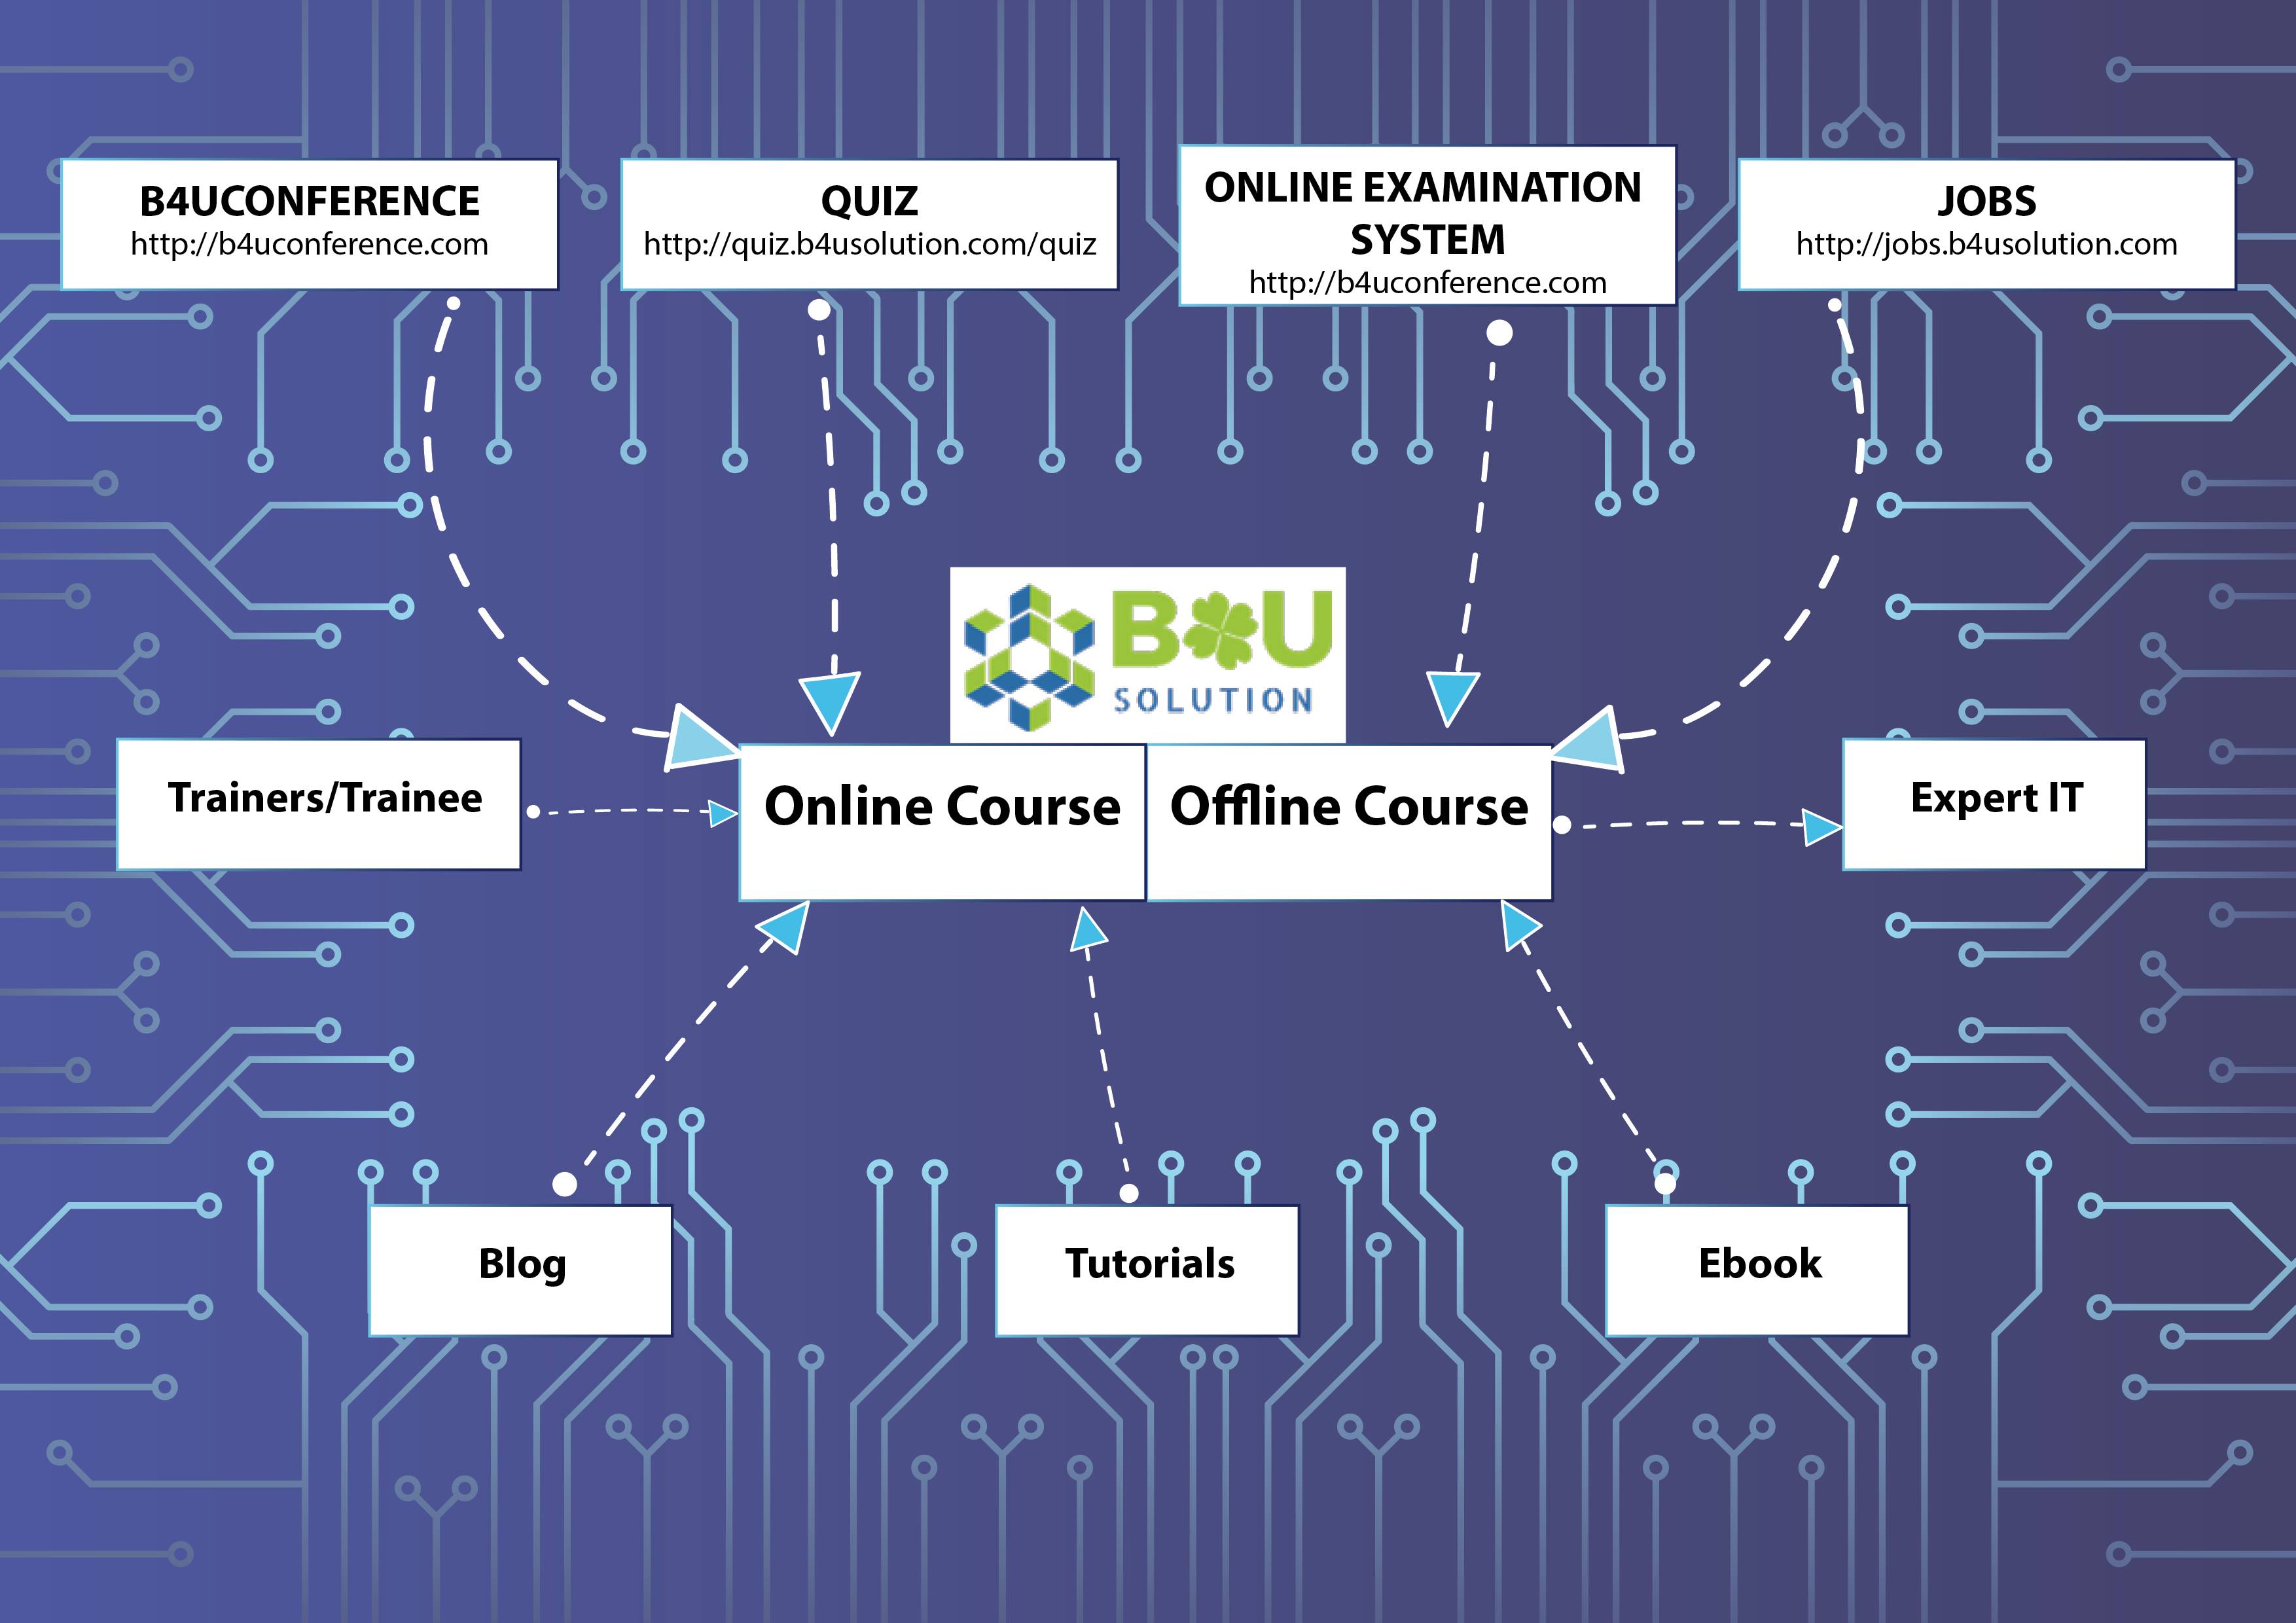 B4UCONFERENCE
http://b4uconference.com
QUIZ
http://quiz.b4usolution.com/quiz
ONLINE EXAMINATION
SYSTEM
http://b4uconference.com
JOBS
http://jobs.b4usolution.com
B U
SOLUTION
Trainers/Trainee
Online Course
Offline Course
Expert IT
Blog
Tutorials
Ebook